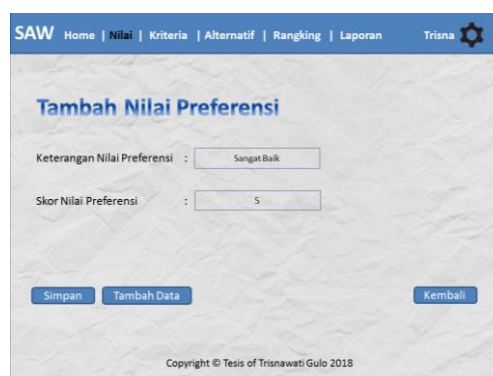 SAW Home | Nilai | Kriteria | Alternatif | Rangking | Laporan Trisna
Tambah Nilai Preferensi
Keterangan Nilai Preferensi : Sangat Baik
Skor Nilai Preferensi : 5
Simpan Tambah Data Kembali
Copyright © Tesis of Trisnawati Gulo 2018